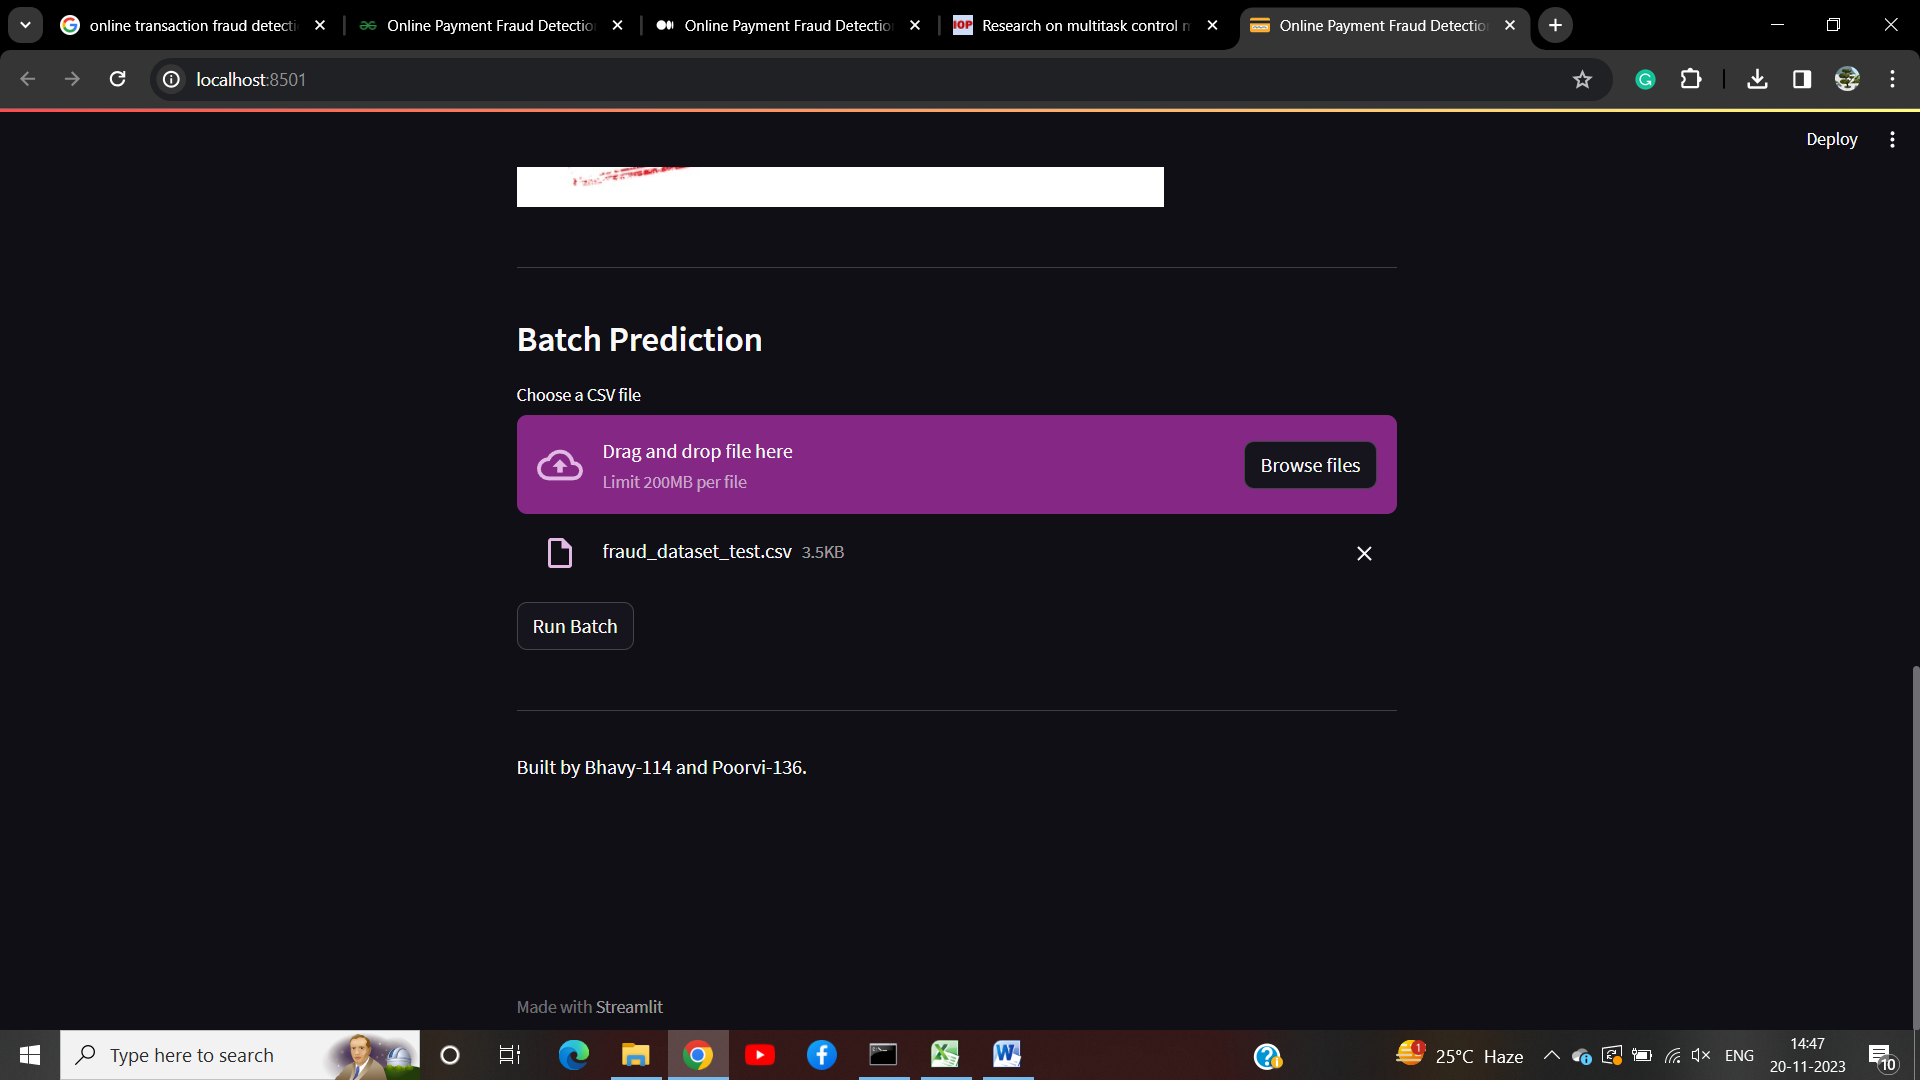 online transaction fraud detecti
Online Payment Fraud Detectio
Online Payment Fraud Detectio
IOP
Research on multitask control
Online Payment Fraud Detectio
localhost:8501
G
Deploy
Batch Prediction
Choose a CSV file
Drag and drop file here
Limit 200MB per file
Browse files
fraud_dataset_test.csv 3.5KB
Run Batch
Built by Bhavy-114 and Poorvi-136.
Made with Streamlit
Type here to search
1
25°C Haze
ENG
14:47
20-11-2023
10